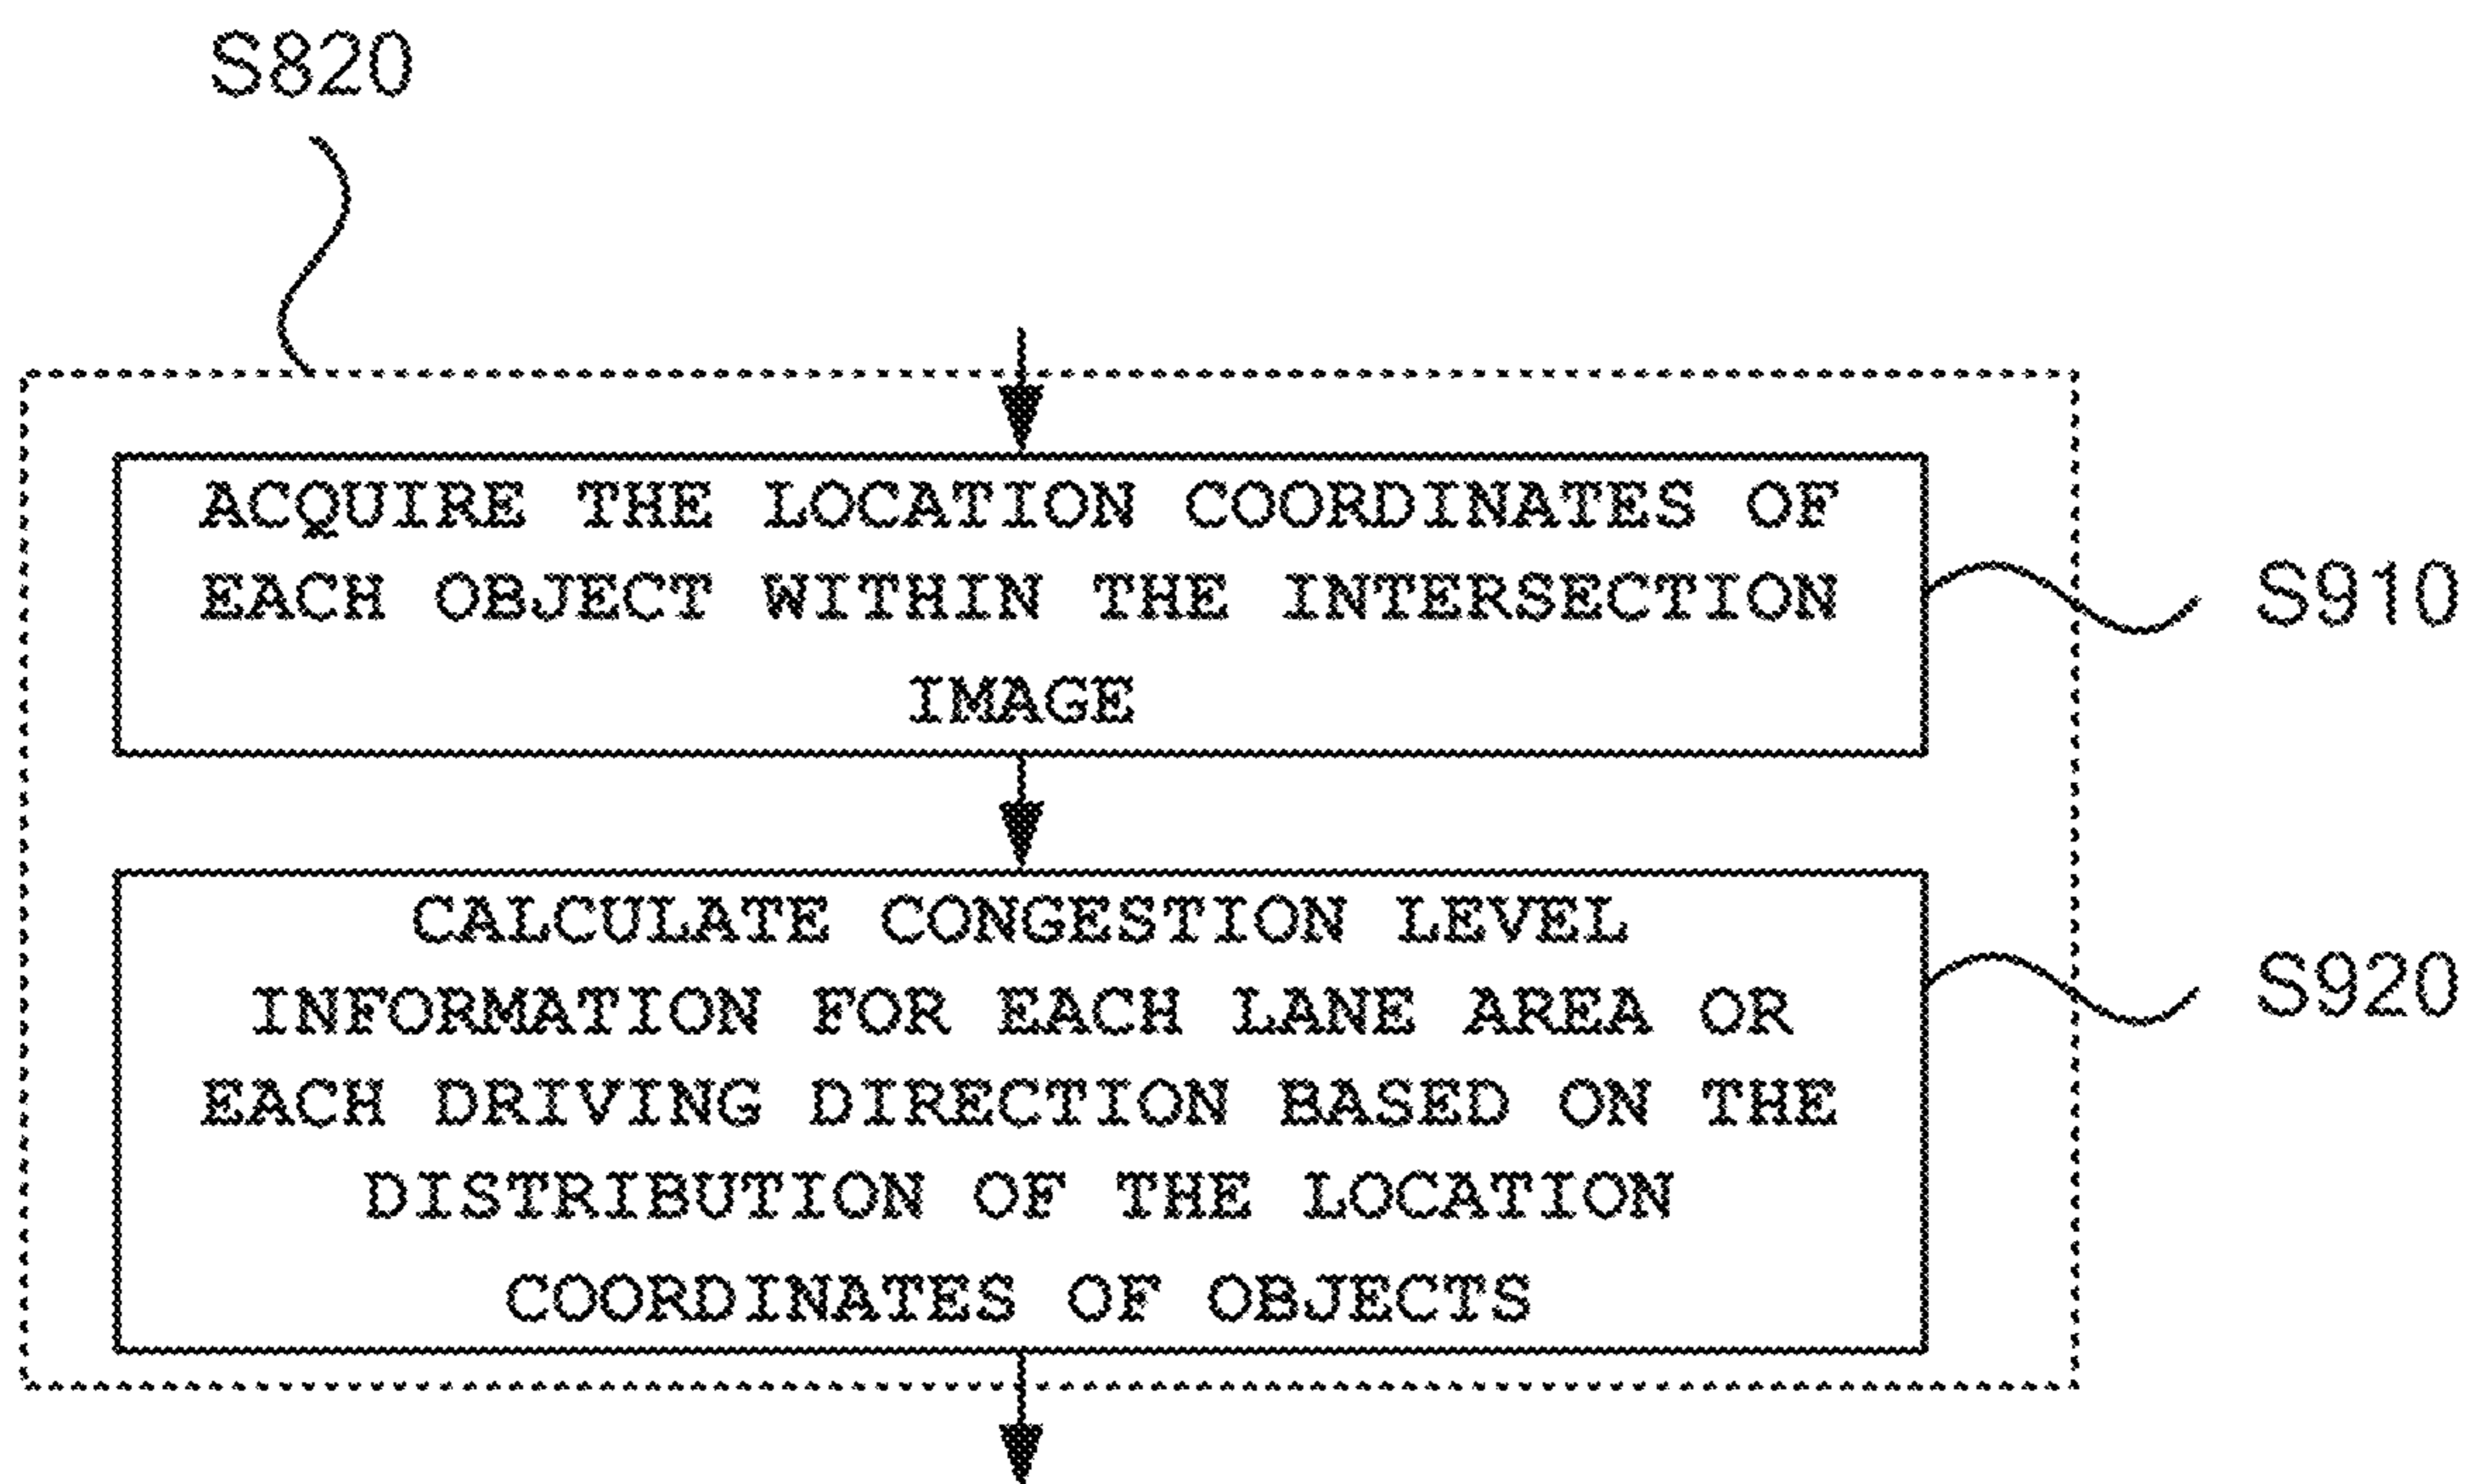 S820
ACQUIRE THE LOCATION COORDINATES OF
EACH OBJECT WITHIN THE INTERSECTION
IMAGE
S910
CALCULATE CONGESTION LEVEL
INFORMATION FOR EACH LANE AREA OR
EACH DRIVING DIRECTION BASED ON THE
DISTRIBUTION OF THE LOCATION
COORDINATES OF OBJECTS
S920